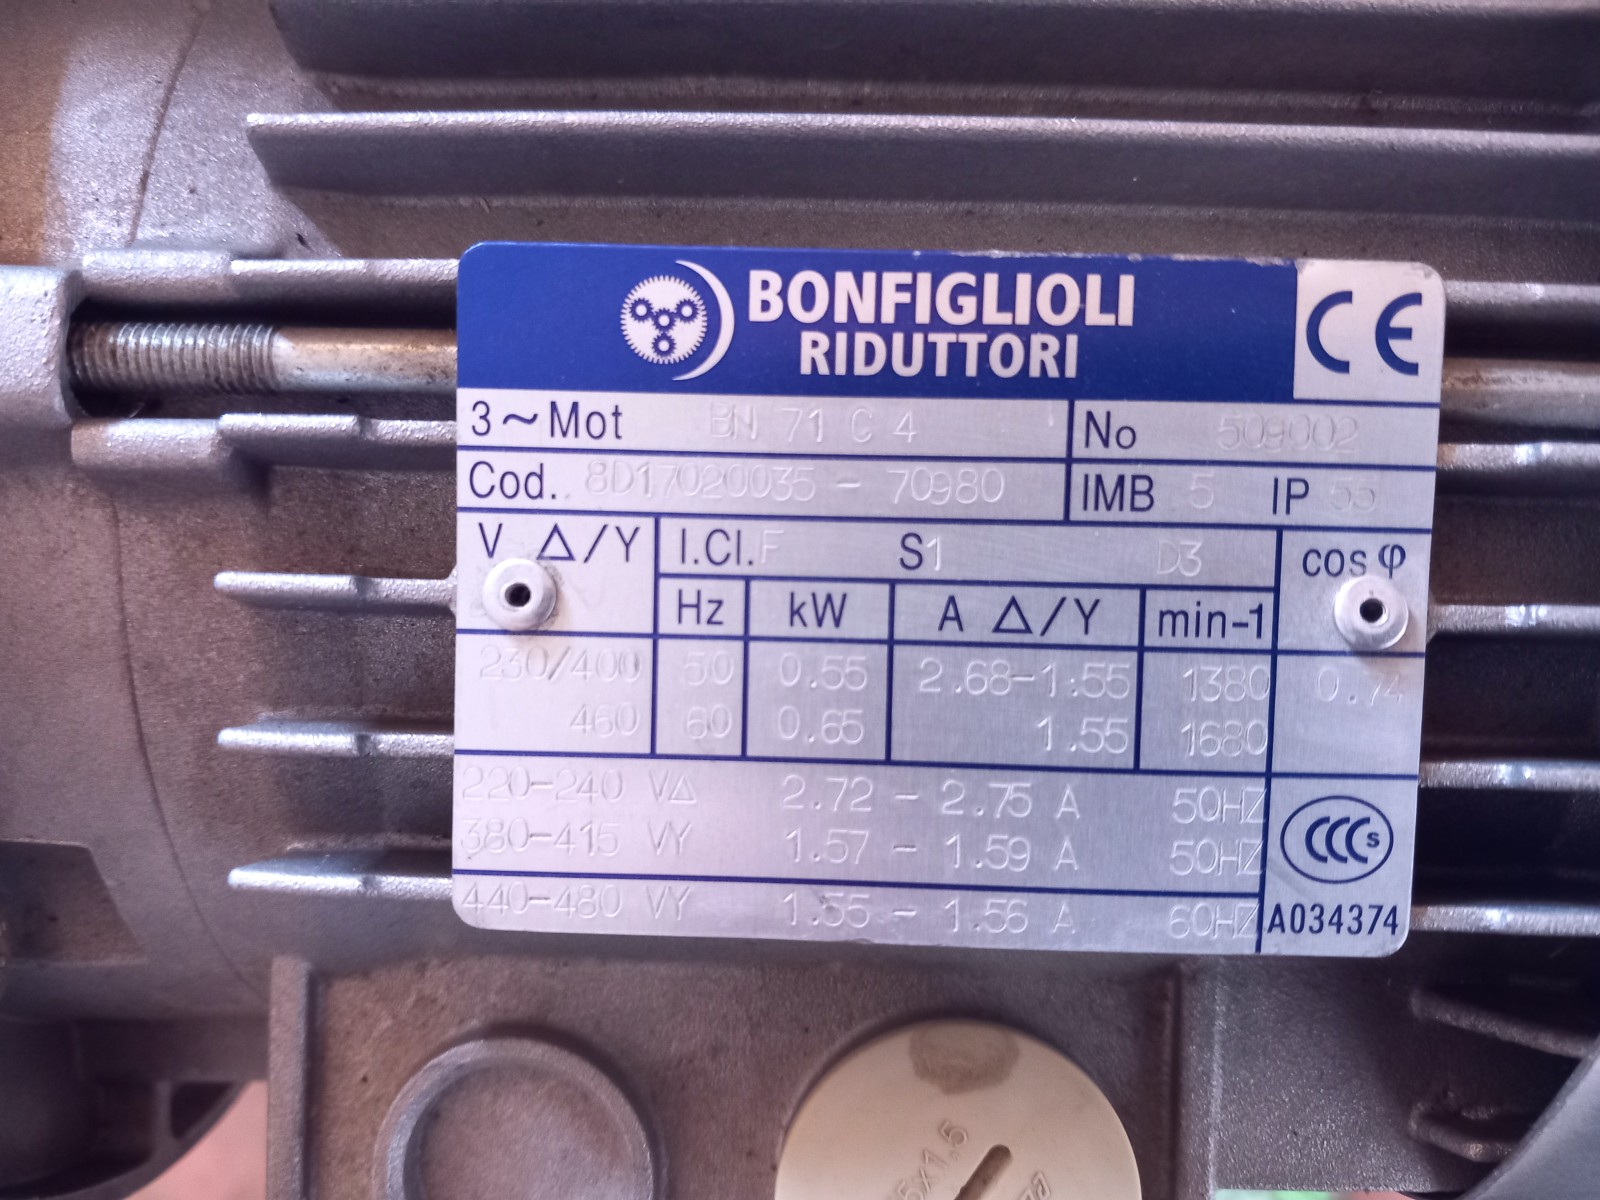 BONFIGLIOLI
RIDUTTORI
CE
3~Mot BN 71 C 4 No 509002
Cod. 8D17020035 - 70980 IMB 5 IP 55
V Δ/Y I.Cl. F S1 D3 cos φ
Hz kW A Δ/Y min-1
230/400 50 0.55 2.68-1.55 1380 0.74
460 60 0.65 1.55 1680
220-240 VΔ 2.72 - 2.75 A 50HZ
380-415 VY 1.57 - 1.59 A 50HZ
440-480 VY 1.55 - 1.56 A 60HZ
CCCs
A034374
5x1.5